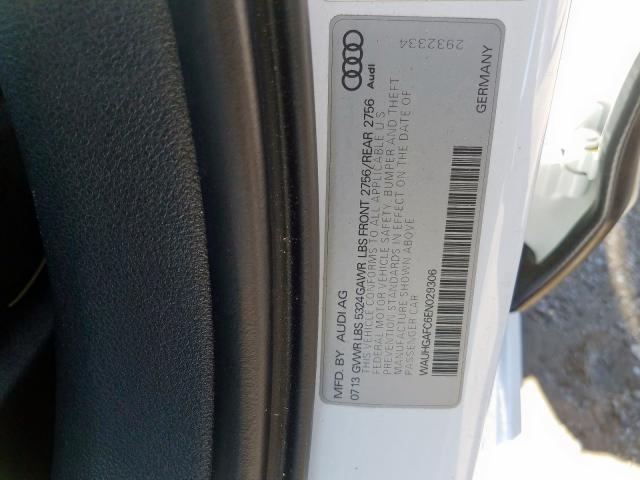 MFD. BY AUDI AG
Audi
0713 GVWR LBS 5324 GAWR LBS FRONT 2756/REAR 2756
THIS VEHICLE CONFORMS TO ALL APPLICABLE U S
FEDERAL MOTOR VEHICLE SAFETY, BUMPER AND THEFT
PREVENTION STANDARDS IN EFFECT ON THE DATE OF
MANUFACTURE SHOWN ABOVE
PASSENGER CAR
WAUHGAFC6EN029306
2932334
GERMANY